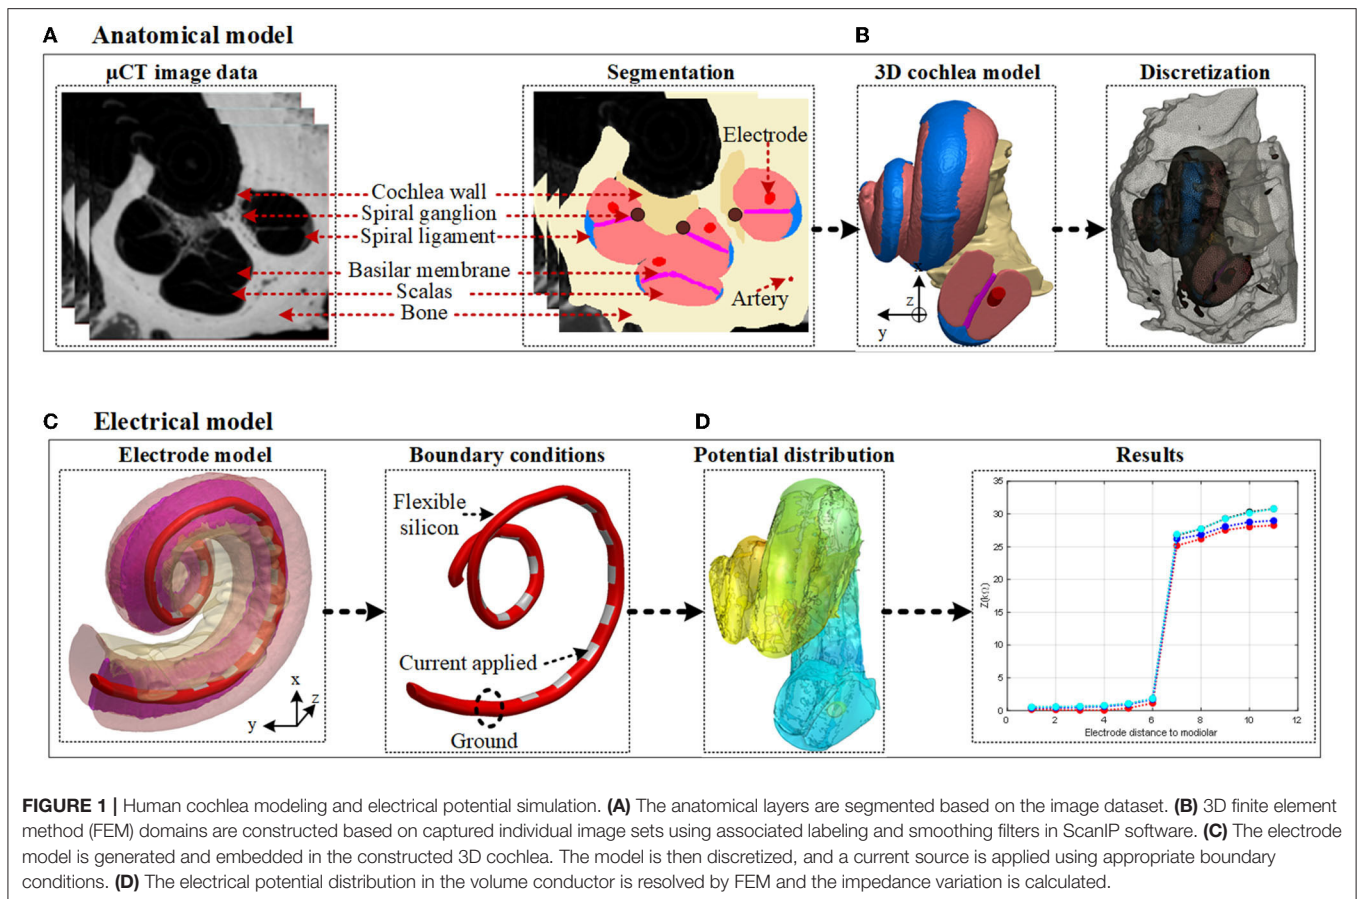 A Anatomical model
B
µCT image data
Segmentation
3D cochlea model
Discretization
Electrode
Cochlea wall
Spiral ganglion
Spiral ligament
Basilar membrane
Scalas
Bone
Artery
z
y
C Electrical model
D
Electrode model
Boundary conditions
Potential distribution
Results
Flexible
silicon
Current applied
Ground
x
z
y
35
30
25
20
15
10
5
0
Z(kΩ)
0 2 4 6 8 10 12
Electrode distance to modiolar
FIGURE 1 | Human cochlea modeling and electrical potential simulation. (A) The anatomical layers are segmented based on the image dataset. (B) 3D finite element
method (FEM) domains are constructed based on captured individual image sets using associated labeling and smoothing filters in ScanIP software. (C) The electrode
model is generated and embedded in the constructed 3D cochlea. The model is then discretized, and a current source is applied using appropriate boundary
conditions. (D) The electrical potential distribution in the volume conductor is resolved by FEM and the impedance variation is calculated.